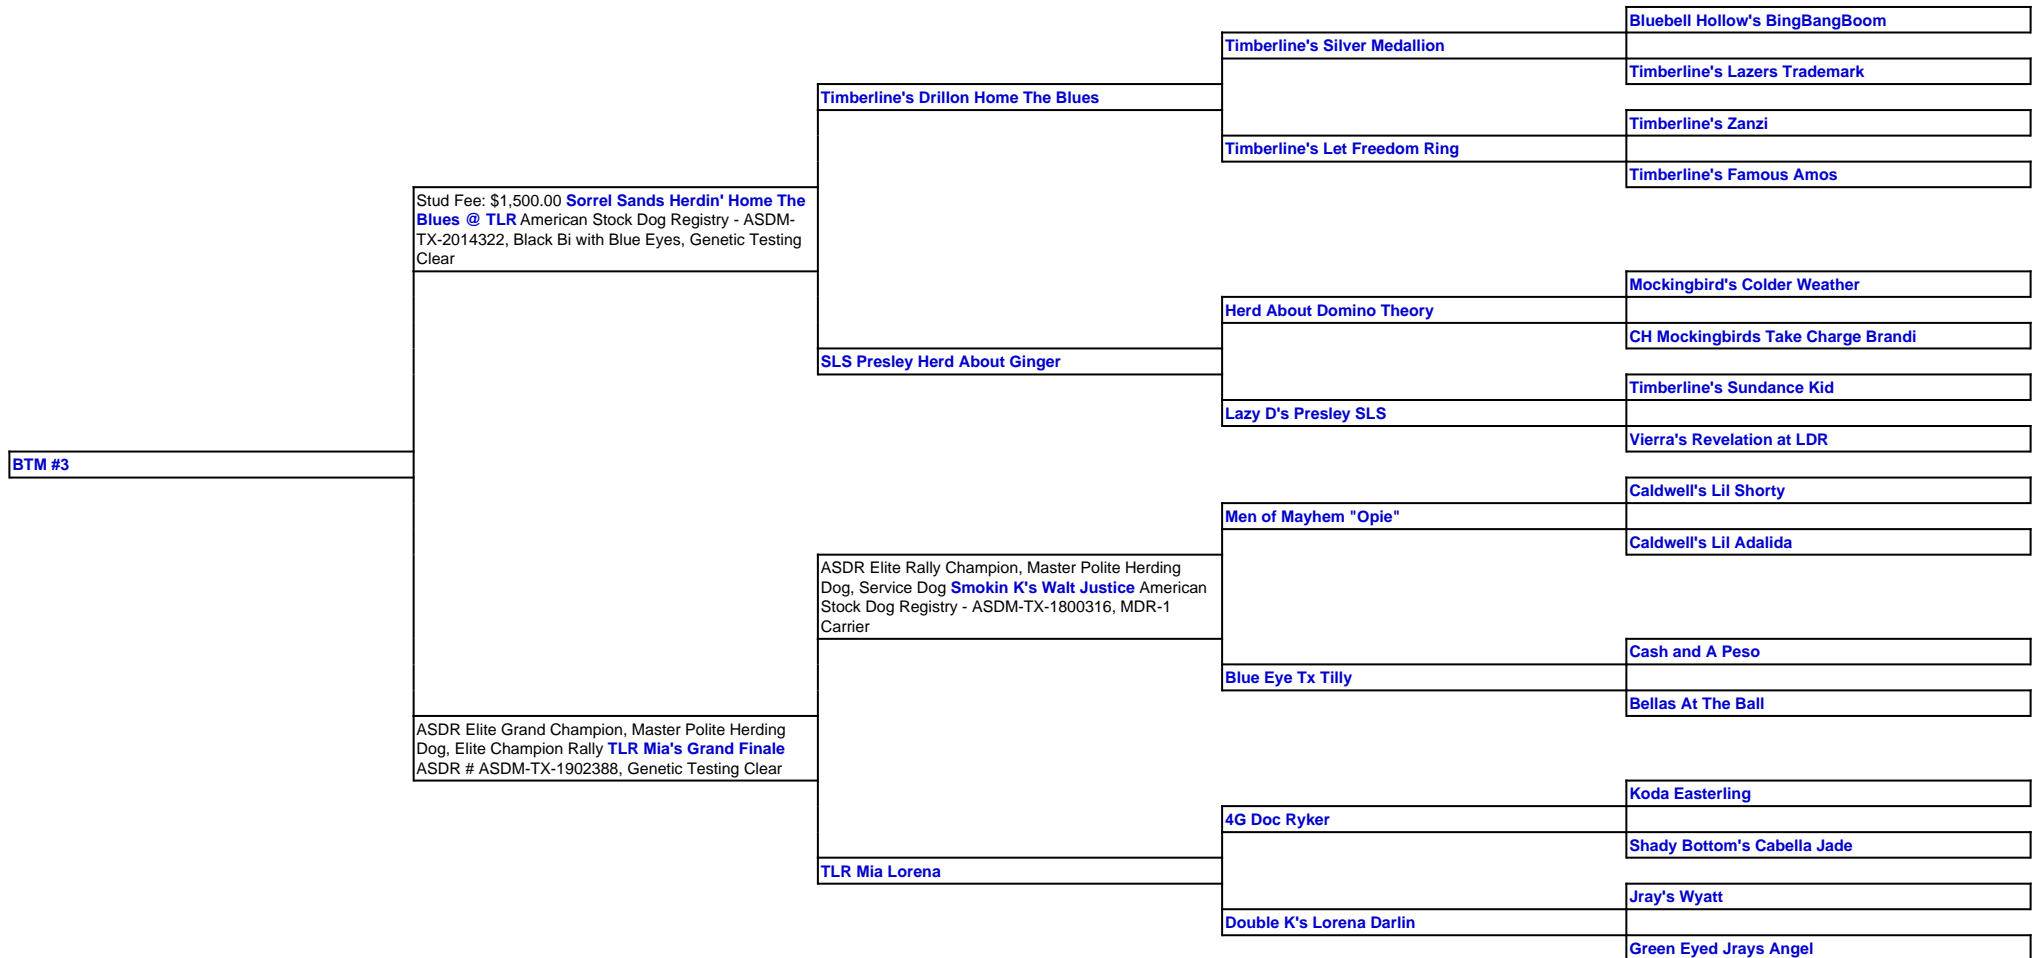 Bluebell Hollow's BingBangBoom
Timberline's Silver Medallion
Timberline's Lazers Trademark
Timberline's Drillon Home The Blues
Timberline's Zanzi
Timberline's Let Freedom Ring
Timberline's Famous Amos
Stud Fee: $1,500.00 Sorrel Sands Herdin' Home The
Blues @ TLR American Stock Dog Registry - ASDM-
TX-2014322, Black Bi with Blue Eyes, Genetic Testing
Clear
Mockingbird's Colder Weather
Herd About Domino Theory
CH Mockingbirds Take Charge Brandi
SLS Presley Herd About Ginger
Timberline's Sundance Kid
Lazy D's Presley SLS
Vierra's Revelation at LDR
BTM #3
Caldwell's Lil Shorty
Men of Mayhem "Opie"
Caldwell's Lil Adalida
ASDR Elite Rally Champion, Master Polite Herding
Dog, Service Dog Smokin K's Walt Justice American
Stock Dog Registry - ASDM-TX-1800316, MDR-1
Carrier
Cash and A Peso
Blue Eye Tx Tilly
Bellas At The Ball
ASDR Elite Grand Champion, Master Polite Herding
Dog, Elite Champion Rally TLR Mia's Grand Finale
ASDR # ASDM-TX-1902388, Genetic Testing Clear
Koda Easterling
4G Doc Ryker
Shady Bottom's Cabella Jade
TLR Mia Lorena
Jray's Wyatt
Double K's Lorena Darlin
Green Eyed Jrays Angel